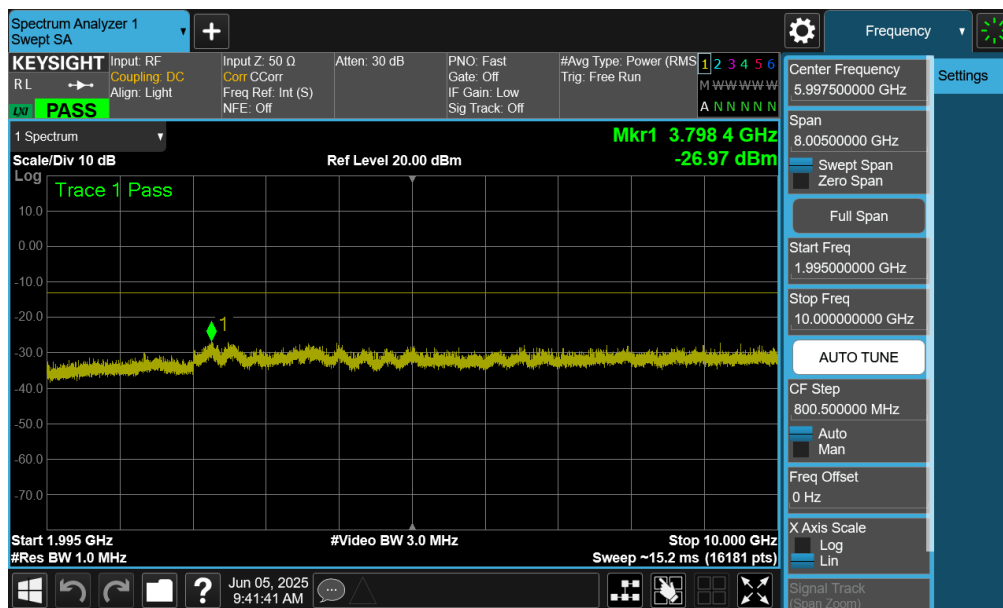 Spectrum Analyzer 1
Swept SA
+
Frequency
KEYSIGHT
RL
LXI PASS
Input: RF
Coupling: DC
Align: Light
Input Z: 50 Ω
Corr CCorr
Freq Ref: Int (S)
NFE: Off
Atten: 30 dB
PNO: Fast
Gate: Off
IF Gain: Low
Sig Track: Off
#Avg Type: Power (RMS
Trig: Free Run
1 2 3 4 5 6
M W W W W W
A N N N N N
1 Spectrum
Mkr1 3.798 4 GHz
Scale/Div 10 dB
Ref Level 20.00 dBm
-26.97 dBm
Log
Trace 1 Pass
10.0
0.00
-10.0
-20.0
1
-30.0
-40.0
-50.0
-60.0
-70.0
Start 1.995 GHz
#Video BW 3.0 MHz
Stop 10.000 GHz
#Res BW 1.0 MHz
Sweep ~15.2 ms (16181 pts)
Jun 05, 2025
9:41:41 AM
?
Center Frequency
5.997500000 GHz
Settings
Span
8.00500000 GHz
Swept Span
Zero Span
Full Span
Start Freq
1.995000000 GHz
Stop Freq
10.000000000 GHz
AUTO TUNE
CF Step
800.500000 MHz
Auto
Man
Freq Offset
0 Hz
X Axis Scale
Log
Lin
Signal Track
(Span Zoom)